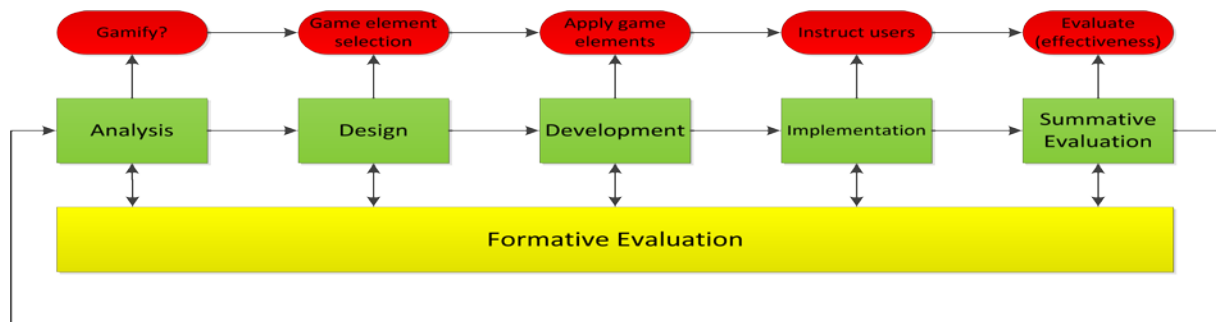 Gamify?
Game element
selection
Apply game
elements
Instruct users
Evaluate
(effectiveness)
Analysis
Design
Development
Implementation
Summative
Evaluation
Formative Evaluation